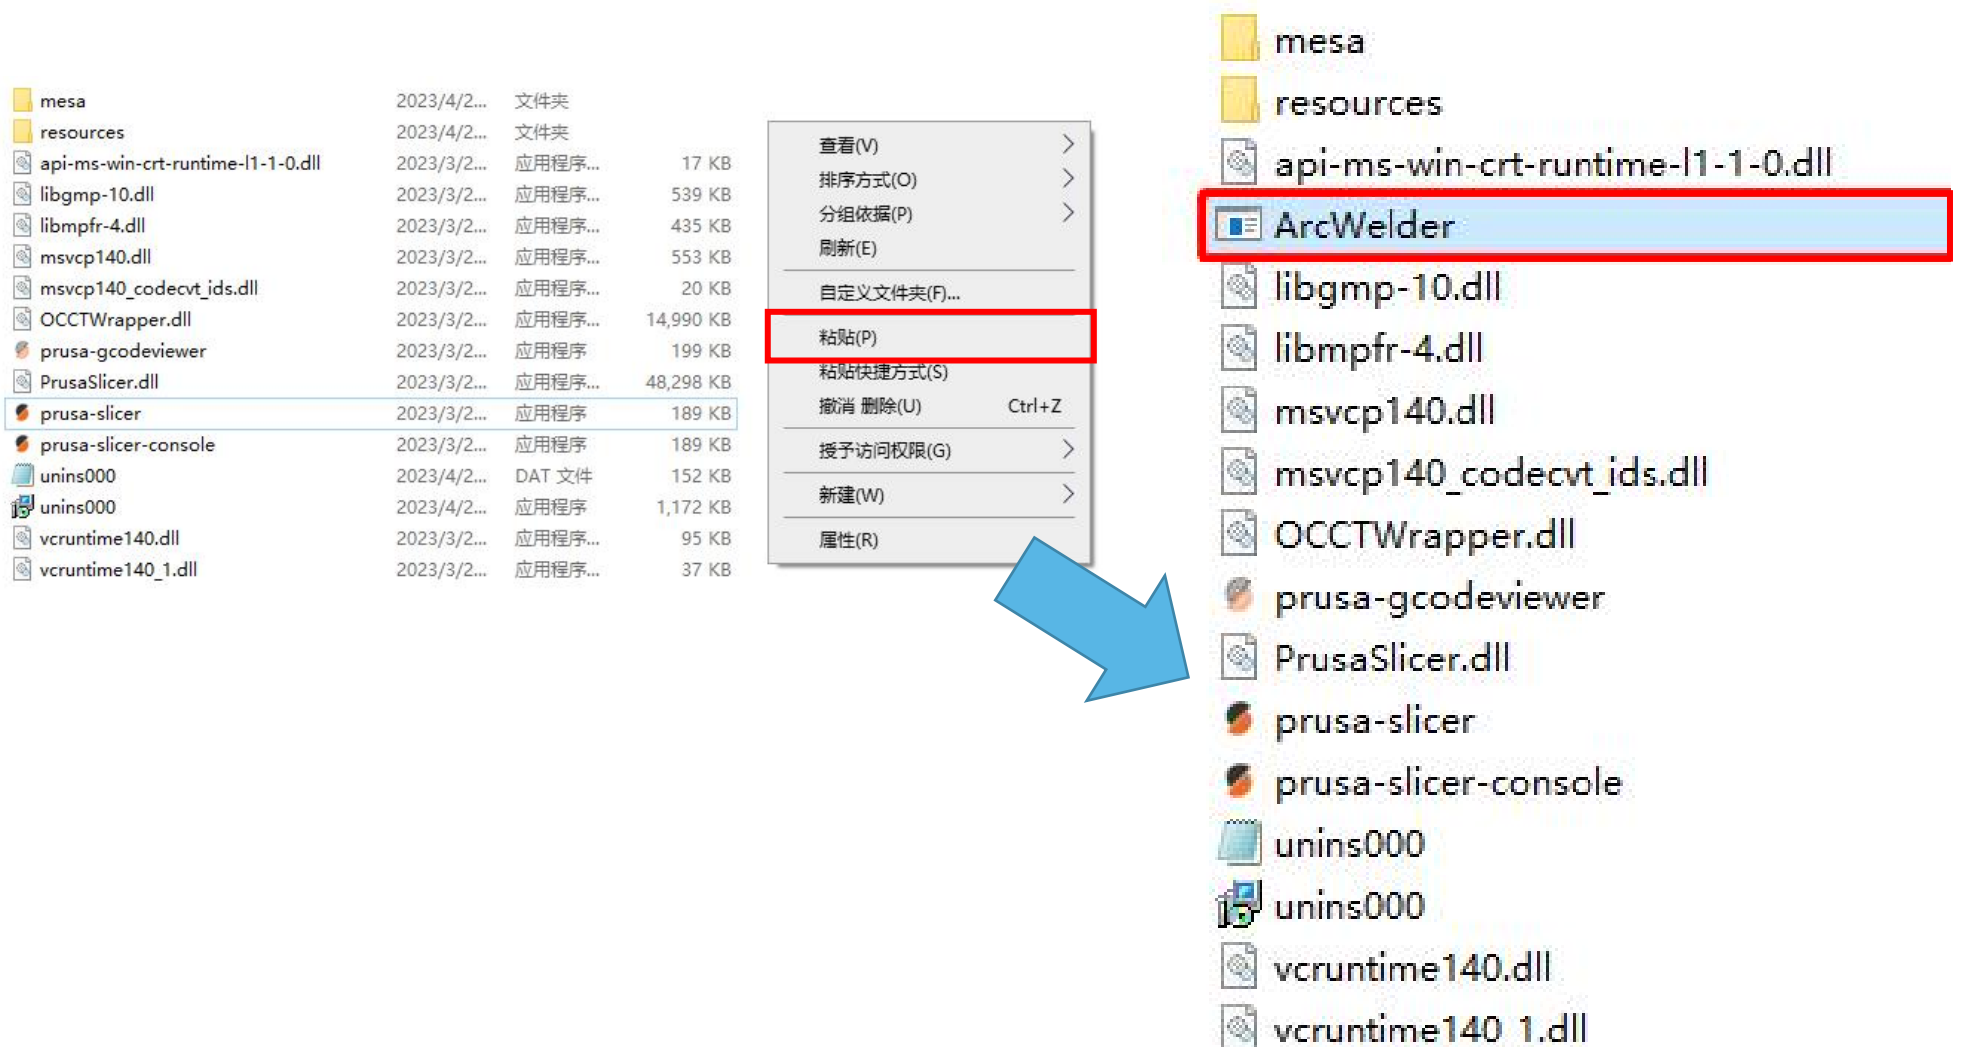 mesa 2023/4/2... 文件夹
resources 2023/4/2... 文件夹
api-ms-win-crt-runtime-l1-1-0.dll 2023/3/2... 应用程序... 17 KB
libgmp-10.dll 2023/3/2... 应用程序... 539 KB
libmpfr-4.dll 2023/3/2... 应用程序... 435 KB
msvcp140.dll 2023/3/2... 应用程序... 553 KB
msvcp140_codecvt_ids.dll 2023/3/2... 应用程序... 20 KB
OCCTWrapper.dll 2023/3/2... 应用程序... 14,990 KB
prusa-gcodeviewer 2023/3/2... 应用程序 199 KB
PrusaSlicer.dll 2023/3/2... 应用程序... 48,298 KB
prusa-slicer 2023/3/2... 应用程序 189 KB
prusa-slicer-console 2023/3/2... 应用程序 189 KB
unins000 2023/4/2... DAT 文件 152 KB
unins000 2023/4/2... 应用程序 1,172 KB
vcruntime140.dll 2023/3/2... 应用程序... 95 KB
vcruntime140_1.dll 2023/3/2... 应用程序... 37 KB
查看(V)
排序方式(O)
分组依据(P)
刷新(E)
自定义文件夹(F)...
粘贴(P)
粘贴快捷方式(S)
撤消 删除(U) Ctrl+Z
授予访问权限(G)
新建(W)
属性(R)
mesa
resources
api-ms-win-crt-runtime-l1-1-0.dll
ArcWelder
libgmp-10.dll
libmpfr-4.dll
msvcp140.dll
msvcp140_codecvt_ids.dll
OCCTWrapper.dll
prusa-gcodeviewer
PrusaSlicer.dll
prusa-slicer
prusa-slicer-console
unins000
unins000
vcruntime140.dll
vcruntime140_1.dll